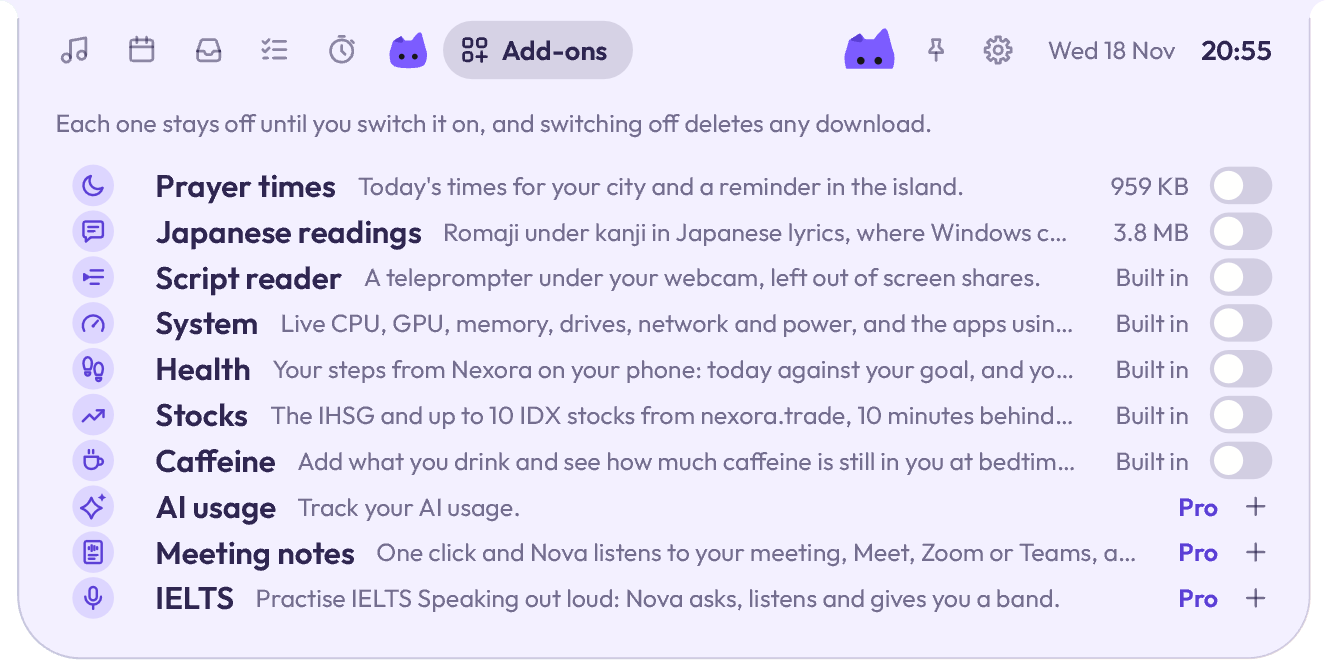 Add-ons Wed 18 Nov 20:55
Each one stays off until you switch it on, and switching off deletes any download.
Prayer times Today's times for your city and a reminder in the island. 959 KB
Japanese readings Romaji under kanji in Japanese lyrics, where Windows c... 3.8 MB
Script reader A teleprompter under your webcam, left out of screen shares. Built in
System Live CPU, GPU, memory, drives, network and power, and the apps usin... Built in
Health Your steps from Nexora on your phone: today against your goal, and yo... Built in
Stocks The IHSG and up to 10 IDX stocks from nexora.trade, 10 minutes behind... Built in
Caffeine Add what you drink and see how much caffeine is still in you at bedtim... Built in
AI usage Track your AI usage. Pro
Meeting notes One click and Nova listens to your meeting, Meet, Zoom or Teams, a... Pro
IELTS Practise IELTS Speaking out loud: Nova asks, listens and gives you a band. Pro